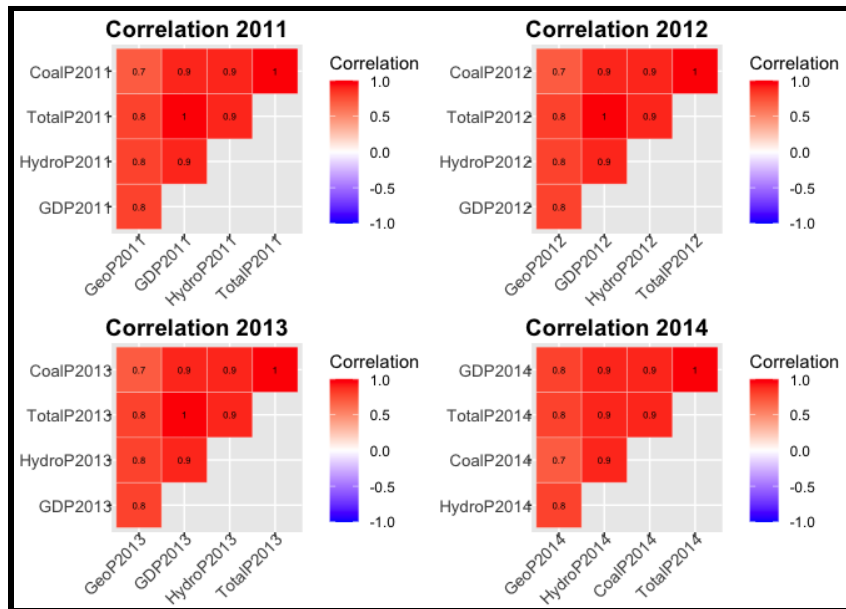 Correlation 2011
CoalP2011
TotalP2011
HydroP2011
GDP2011
0.7 0.9 0.9 1
0.8 1 0.9
0.8 0.9
0.8
GeoP2011
GDP2011
HydroP2011
TotalP2011
Correlation
1.0
0.5
0.0
-0.5
-1.0
Correlation 2012
CoalP2012
TotalP2012
HydroP2012
GDP2012
0.7 0.9 0.9 1
0.8 1 0.9
0.8 0.9
0.8
GeoP2012
GDP2012
HydroP2012
TotalP2012
Correlation
1.0
0.5
0.0
-0.5
-1.0
Correlation 2013
CoalP2013
TotalP2013
HydroP2013
GDP2013
0.7 0.9 0.9 1
0.8 1 0.9
0.8 0.9
0.8
GeoP2013
GDP2013
HydroP2013
TotalP2013
Correlation
1.0
0.5
0.0
-0.5
-1.0
Correlation 2014
GDP2014
TotalP2014
CoalP2014
HydroP2014
0.8 0.9 0.9 1
0.8 0.9 0.9
0.7 0.9
0.8
GeoP2014
HydroP2014
CoalP2014
TotalP2014
Correlation
1.0
0.5
0.0
-0.5
-1.0